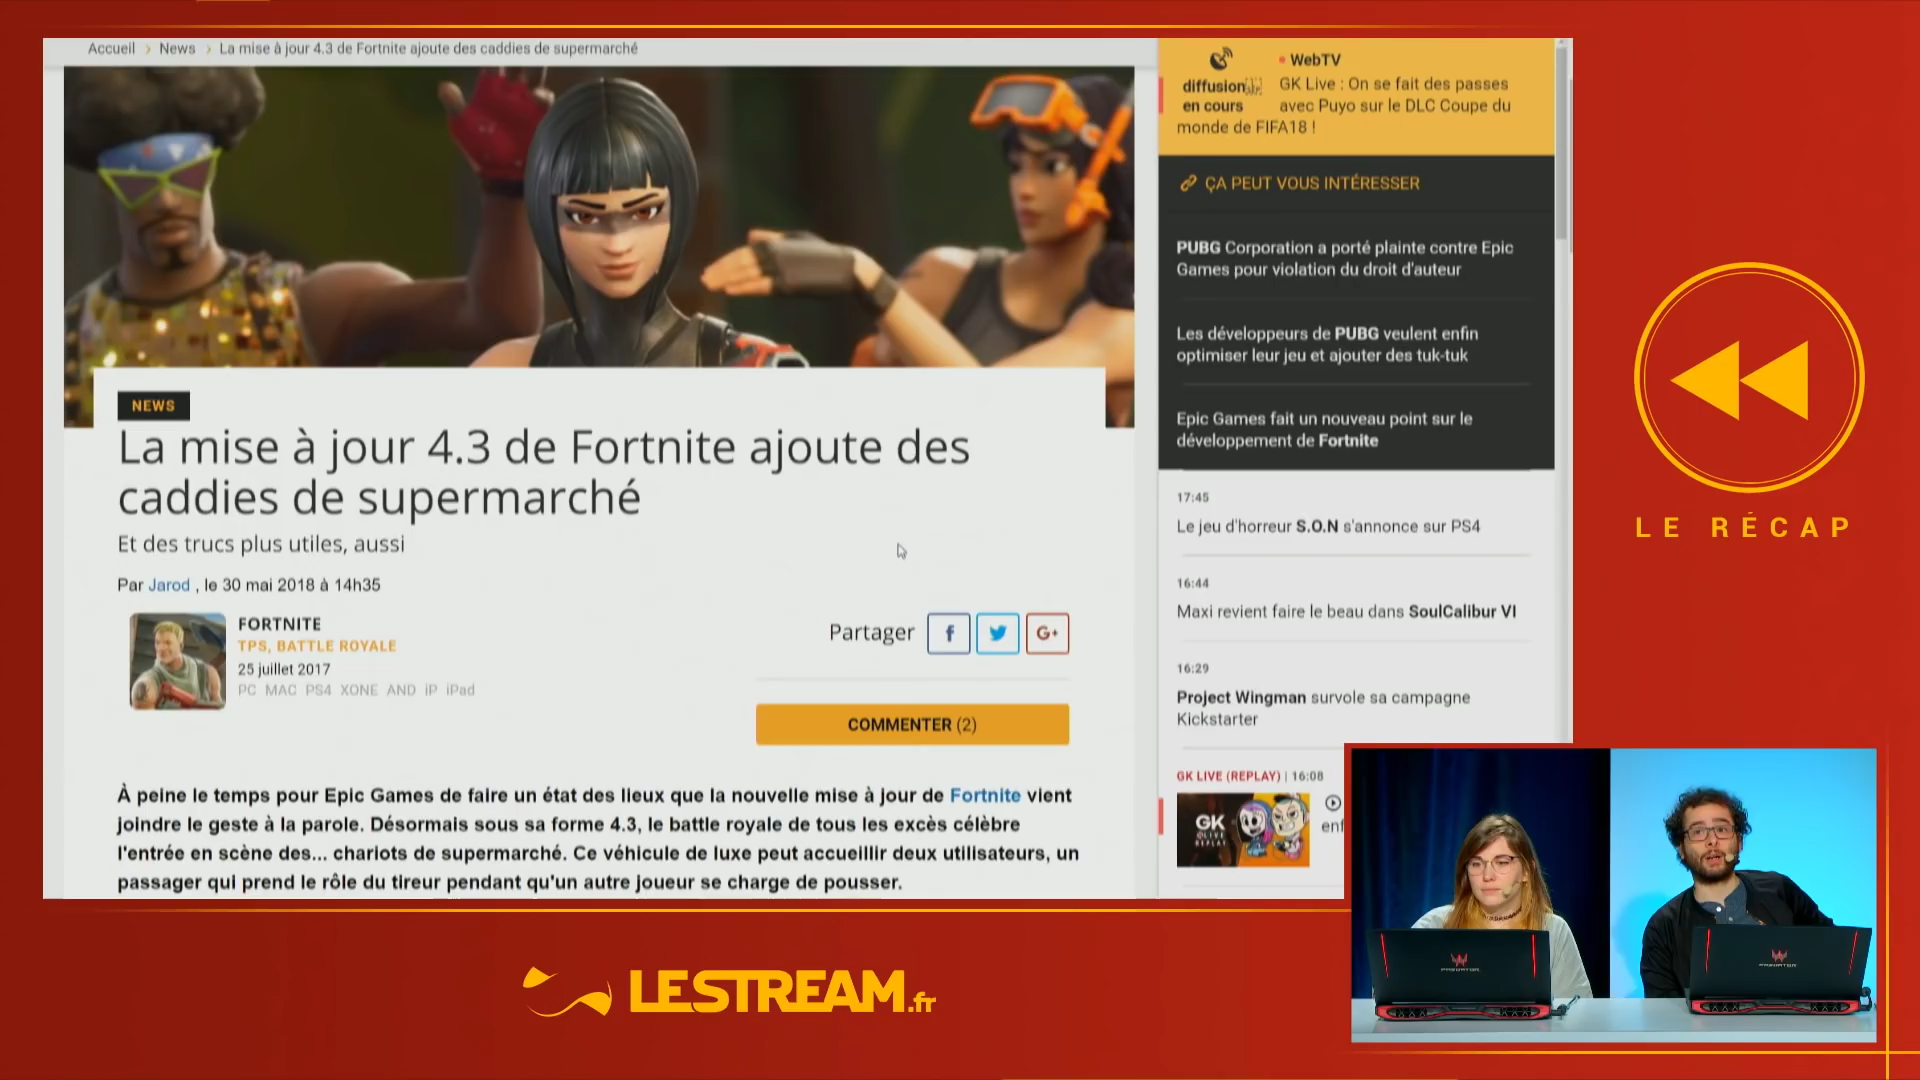 Accueil > News > La mise à jour 4.3 de Fortnite ajoute des caddies de supermarché
NEWS
La mise à jour 4.3 de Fortnite ajoute des
caddies de supermarché
Et des trucs plus utiles, aussi
Par Jarod , le 30 mai 2018 à 14h35
FORTNITE
TPS, BATTLE ROYALE
25 juillet 2017
PC MAC PS4 XONE AND iP iPad
Partager
f
G+
COMMENTER (2)
À peine le temps pour Epic Games de faire un état des lieux que la nouvelle mise à jour de Fortnite vient
joindre le geste à la parole. Désormais sous sa forme 4.3, le battle royale de tous les excès célèbre
l'entrée en scène des... chariots de supermarché. Ce véhicule de luxe peut accueillir deux utilisateurs, un
passager qui prend le rôle du tireur pendant qu'un autre joueur se charge de pousser.
diffusion
en cours
WebTV
GK Live : On se fait des passes
avec Puyo sur le DLC Coupe du
monde de FIFA18 !
ÇA PEUT VOUS INTÉRESSER
PUBG Corporation a porté plainte contre Epic
Games pour violation du droit d'auteur
Les développeurs de PUBG veulent enfin
optimiser leur jeu et ajouter des tuk-tuk
Epic Games fait un nouveau point sur le
développement de Fortnite
17:45
Le jeu d'horreur S.O.N s'annonce sur PS4
16:44
Maxi revient faire le beau dans SoulCalibur VI
16:29
Project Wingman survole sa campagne
Kickstarter
GK LIVE (REPLAY) | 16:08
GK
LIVE
REPLAY
enf
LE RÉCAP
PREDATOR
PREDATOR
LESTREAM.fr